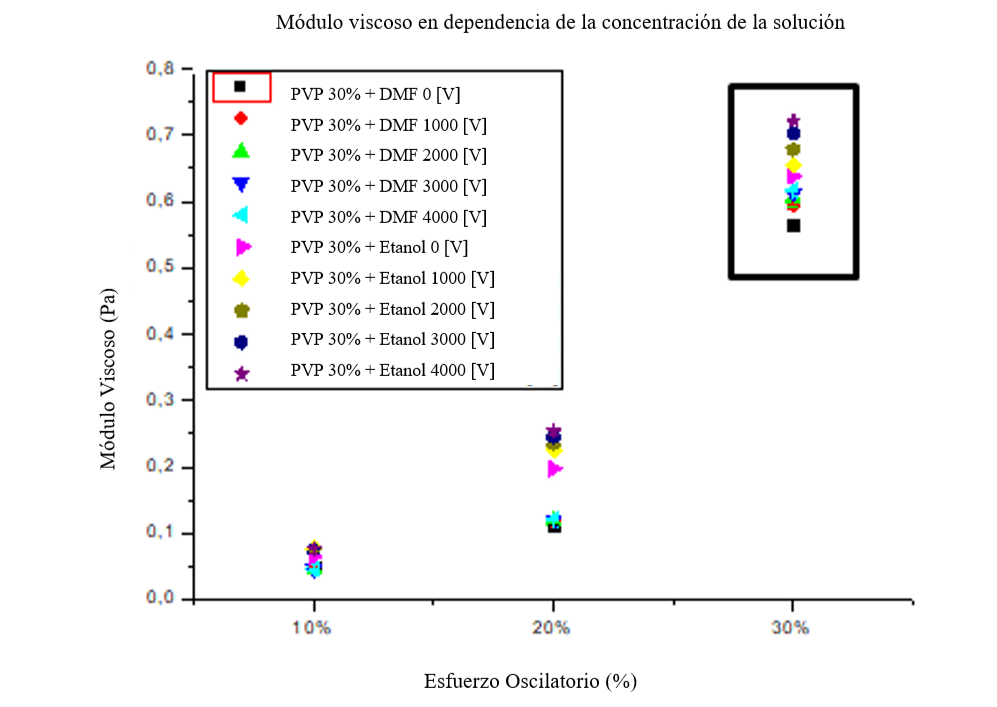 Módulo viscoso en dependencia de la concentración de la solución
0,8
0,7
0,6
0,5
0,4
0,3
0,2
0,1
0,0
Módulo Viscoso (Pa)
PVP 30% + DMF 0 [V]
PVP 30% + DMF 1000 [V]
PVP 30% + DMF 2000 [V]
PVP 30% + DMF 3000 [V]
PVP 30% + DMF 4000 [V]
PVP 30% + Etanol 0 [V]
PVP 30% + Etanol 1000 [V]
PVP 30% + Etanol 2000 [V]
PVP 30% + Etanol 3000 [V]
PVP 30% + Etanol 4000 [V]
10% 20% 30%
Esfuerzo Oscilatorio (%)